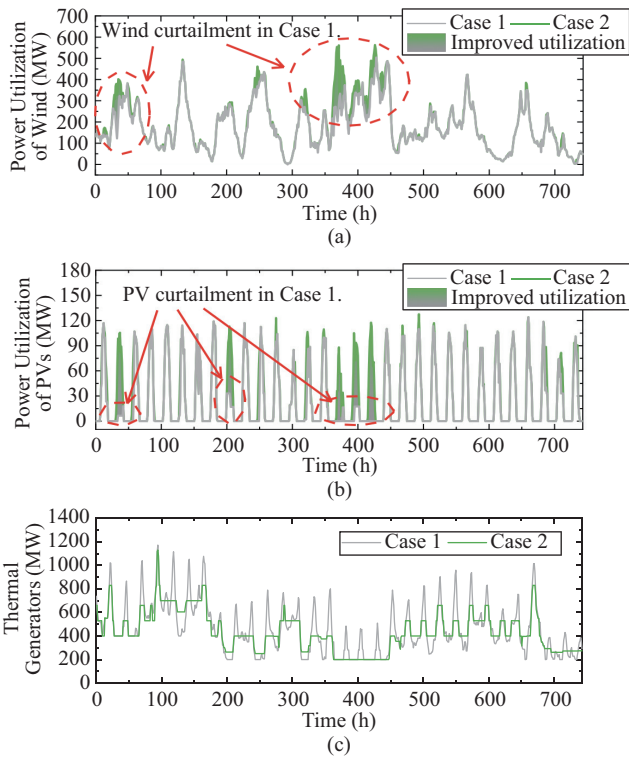 Wind curtailment in Case 1.
Case 1 Case 2
Improved utilization
Power Utilization
of Wind (MW)
700
600
500
400
300
200
100
0
0 100 200 300 400 500 600 700
Time (h)
(a)
PV curtailment in Case 1.
Case 1 Case 2
Improved utilization
Power Utilization
of PVs (MW)
180
150
120
90
60
30
0
0 100 200 300 400 500 600 700
Time (h)
(b)
Case 1 Case 2
Thermal
Generators (MW)
1400
1200
1000
800
600
400
200
0
0 100 200 300 400 500 600 700
Time (h)
(c)